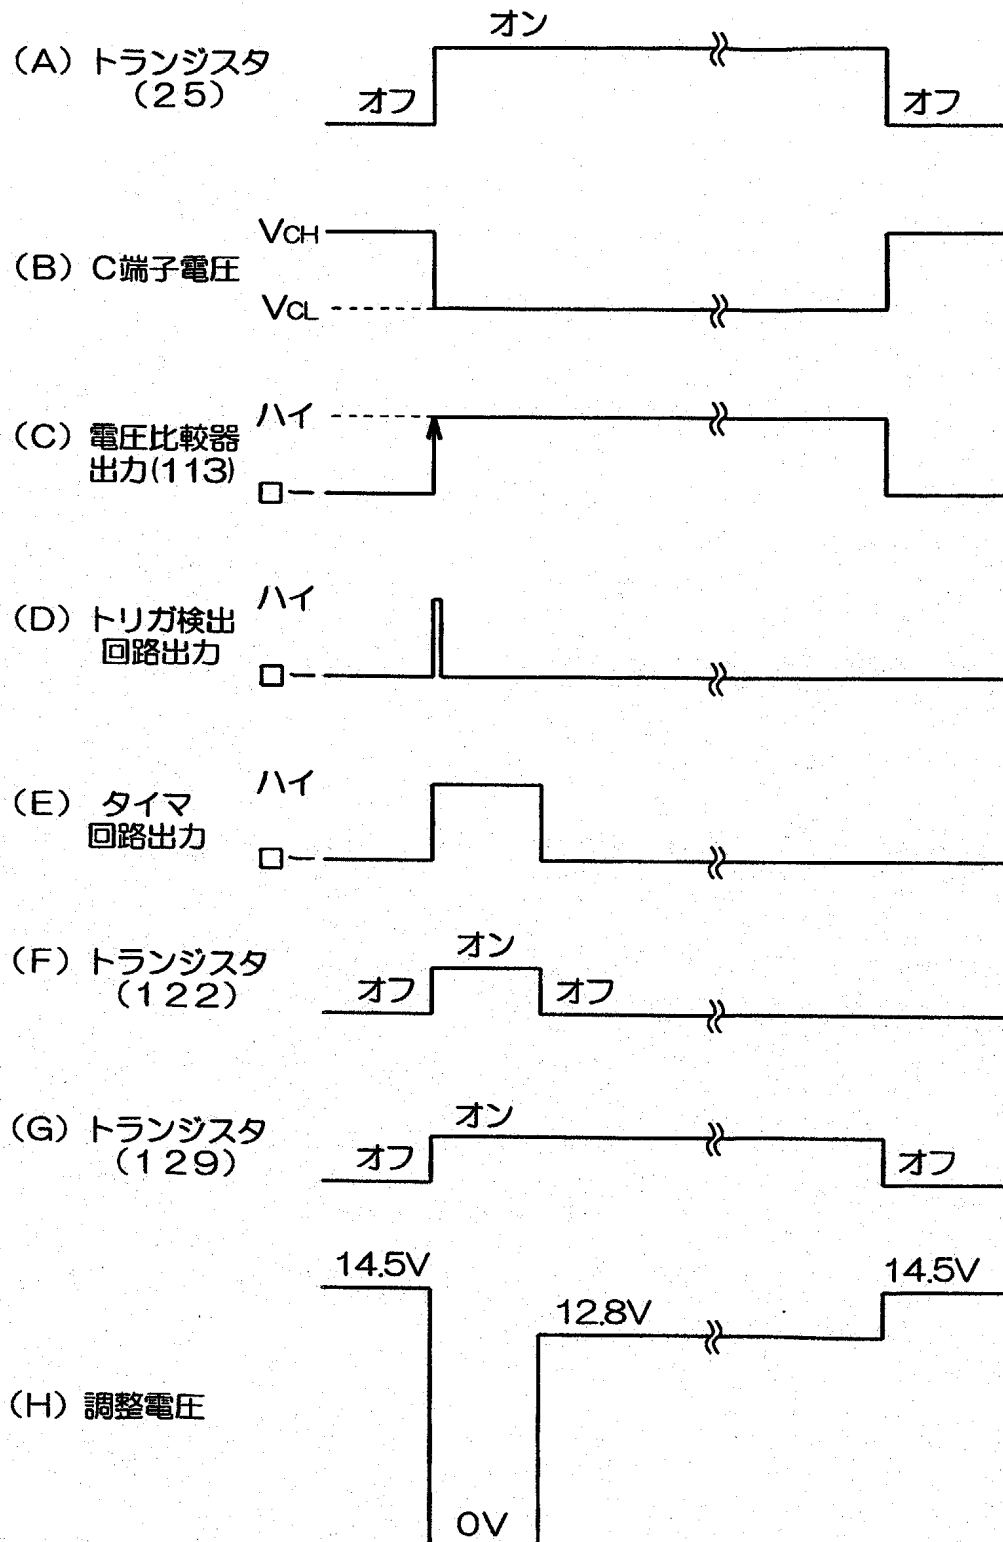 オン
(A) トランジスタ
(25)
オフ
オフ
VCH
(B) C端子電圧
VCL
ハイ
(C) 電圧比較器
出力(113)
ロー
ハイ
(D) トリガ検出
回路出力
ロー
ハイ
(E) タイマ
回路出力
ロー
オン
(F) トランジスタ
(122)
オフ
オフ
オン
(G) トランジスタ
(129)
オフ
オフ
14.5V
14.5V
12.8V
(H) 調整電圧
0V